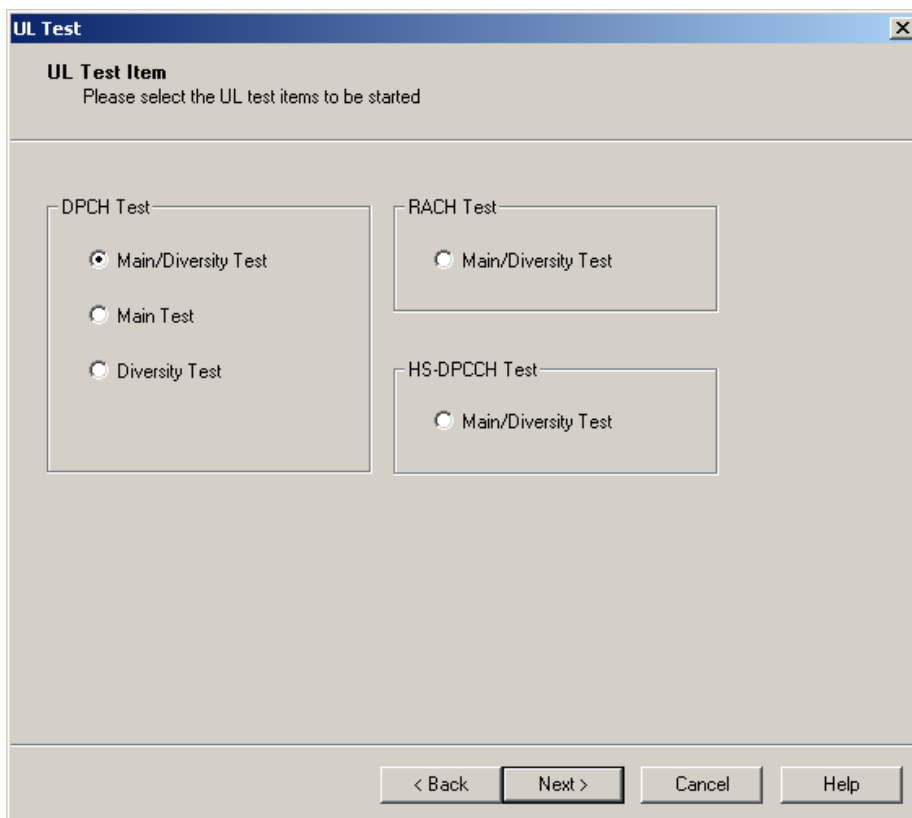 UL Test
UL Test Item
Please select the UL test items to be started
DPCH Test
Main/Diversity Test
Main Test
Diversity Test
RACH Test
Main/Diversity Test
HS-DPCCH Test
Main/Diversity Test
< Back
Next >
Cancel
Help